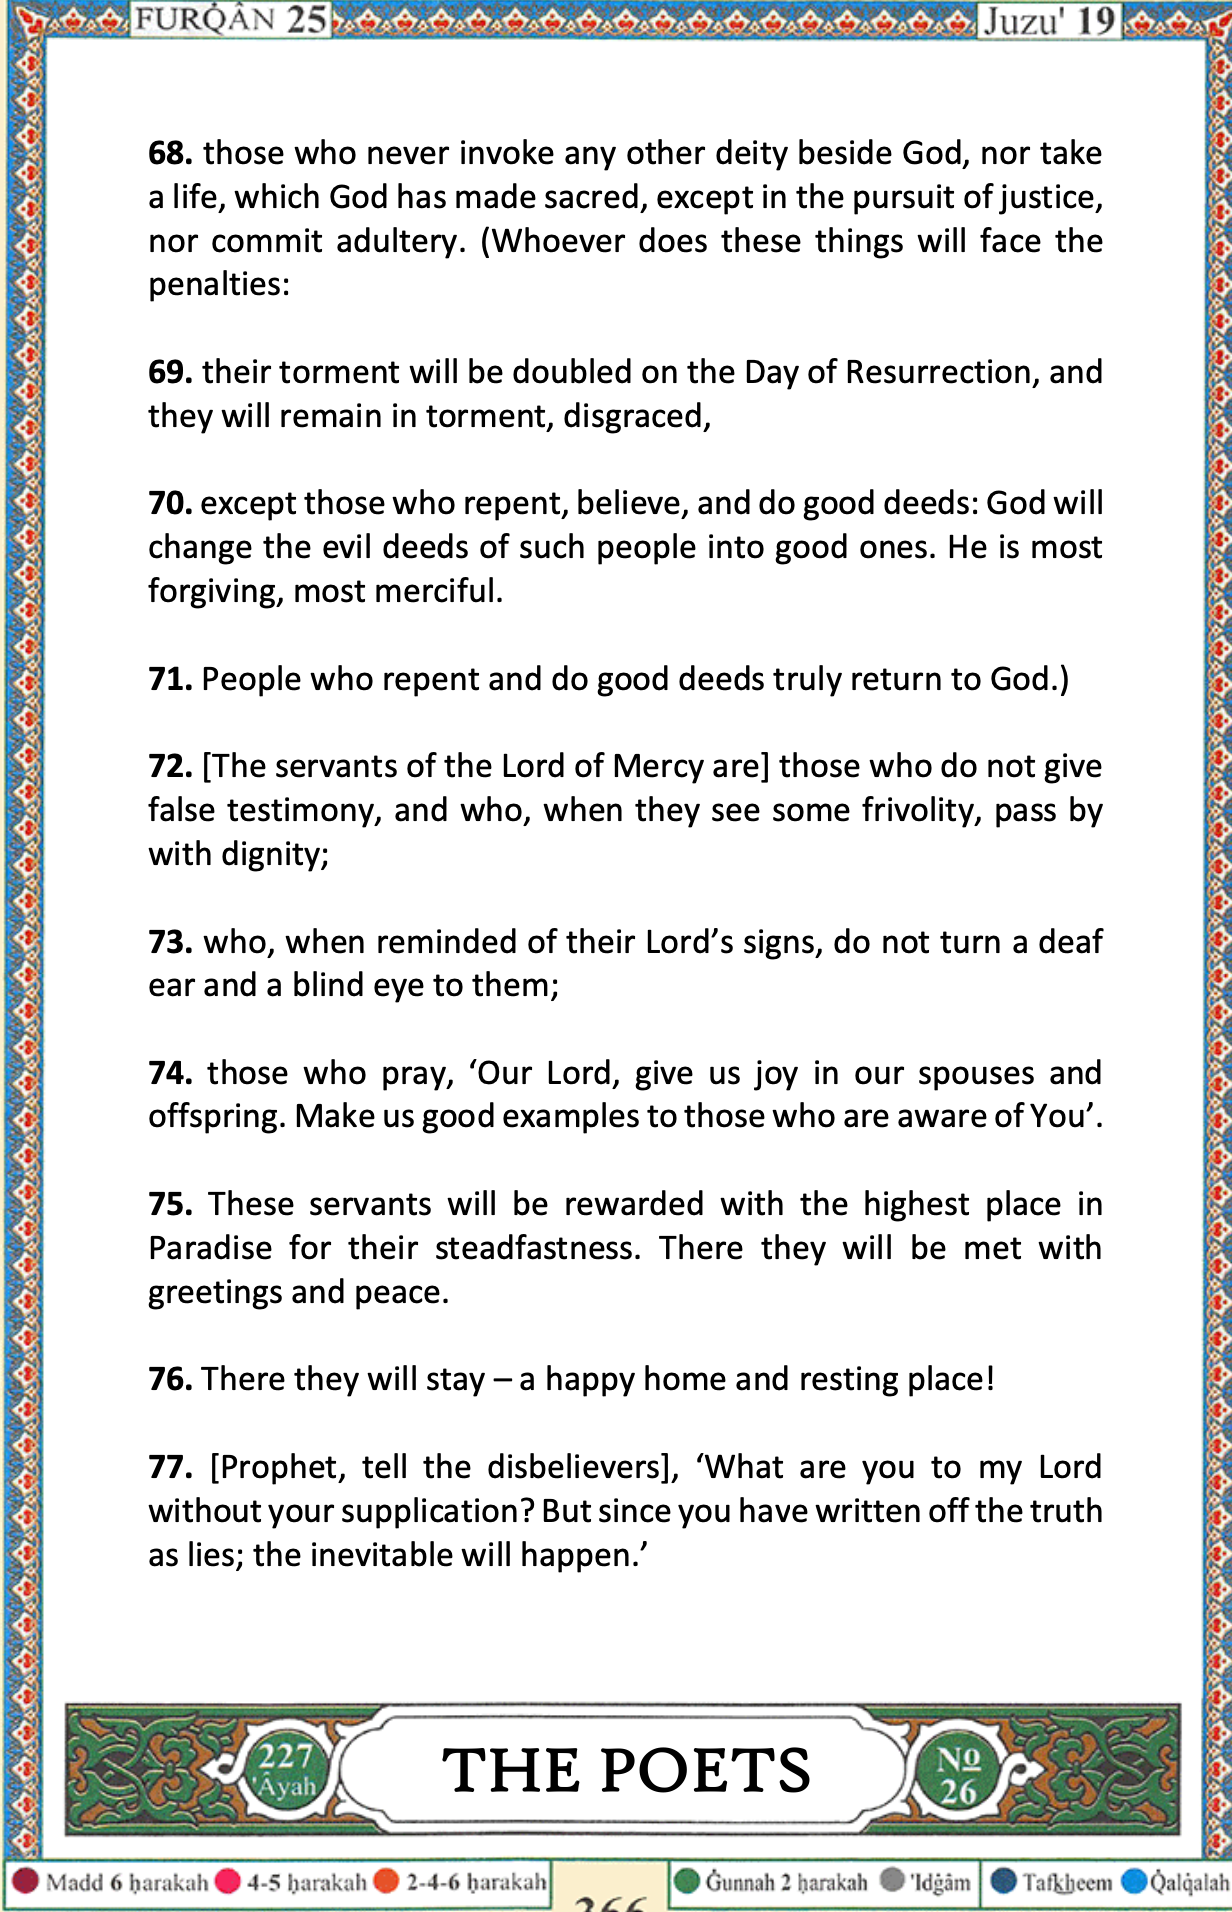 FURQ̇ÂN 25
Juzu' 19
68. those who never invoke any other deity beside God, nor take
a life, which God has made sacred, except in the pursuit of justice,
nor commit adultery. (Whoever does these things will face the
penalties:
69. their torment will be doubled on the Day of Resurrection, and
they will remain in torment, disgraced,
70. except those who repent, believe, and do good deeds: God will
change the evil deeds of such people into good ones. He is most
forgiving, most merciful.
71. People who repent and do good deeds truly return to God.)
72. [The servants of the Lord of Mercy are] those who do not give
false testimony, and who, when they see some frivolity, pass by
with dignity;
73. who, when reminded of their Lord’s signs, do not turn a deaf
ear and a blind eye to them;
74. those who pray, ‘Our Lord, give us joy in our spouses and
offspring. Make us good examples to those who are aware of You’.
75. These servants will be rewarded with the highest place in
Paradise for their steadfastness. There they will be met with
greetings and peace.
76. There they will stay – a happy home and resting place!
77. [Prophet, tell the disbelievers], ‘What are you to my Lord
without your supplication? But since you have written off the truth
as lies; the inevitable will happen.’
227
'Âyah
THE POETS
No
26
Madd 6 ḥarakah 4-5 ḥarakah 2-4-6 ḥarakah
366
Ġunnah 2 ḥarakah 'Idġâm Tafk͟heem Q̇alq̇alah